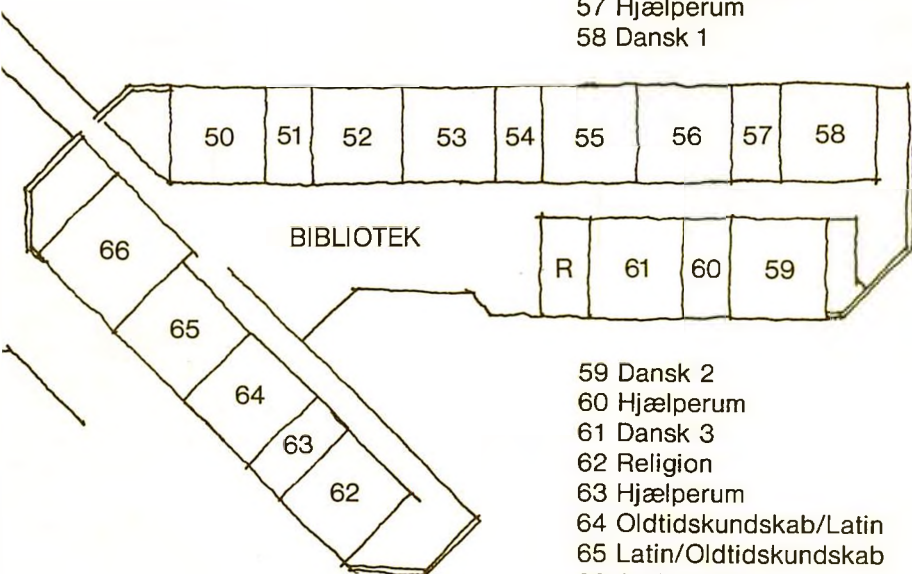 57 Hjælperum
58 Dansk 1
50 51 52 53 54 55 56 57 58
BIBLIOTEK
R 61 60 59
66
65
64
63
62
59 Dansk 2
60 Hjælperum
61 Dansk 3
62 Religion
63 Hjælperum
64 Oldtidskundskab/Latin
65 Latin/Oldtidskundskab